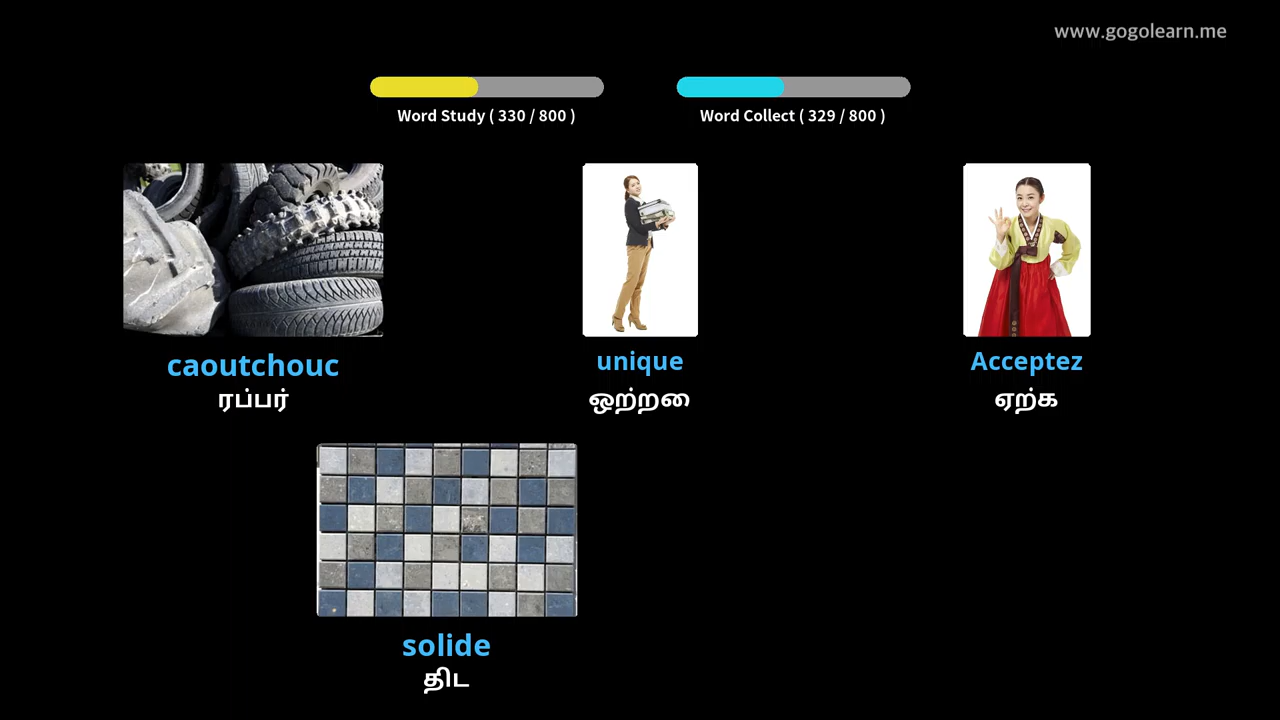 www.gogolearn.me
Word Study ( 330 / 800 )
Word Collect ( 329 / 800 )
caoutchouc
ரப்பர்
unique
ஒற்றை
Acceptez
ஏற்க
solide
திட